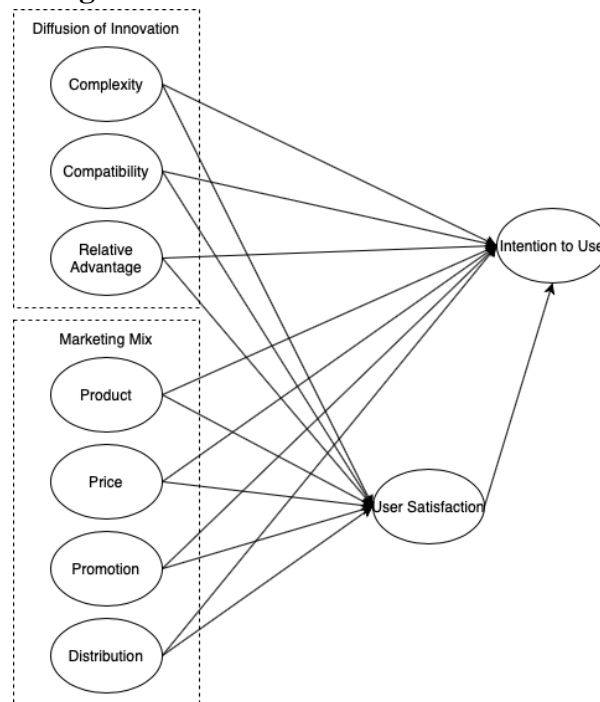 Diffusion of Innovation
Complexity
Compatibility
Relative
Advantage
Intention to Use
Marketing Mix
Product
Price
User Satisfaction
Promotion
Distribution